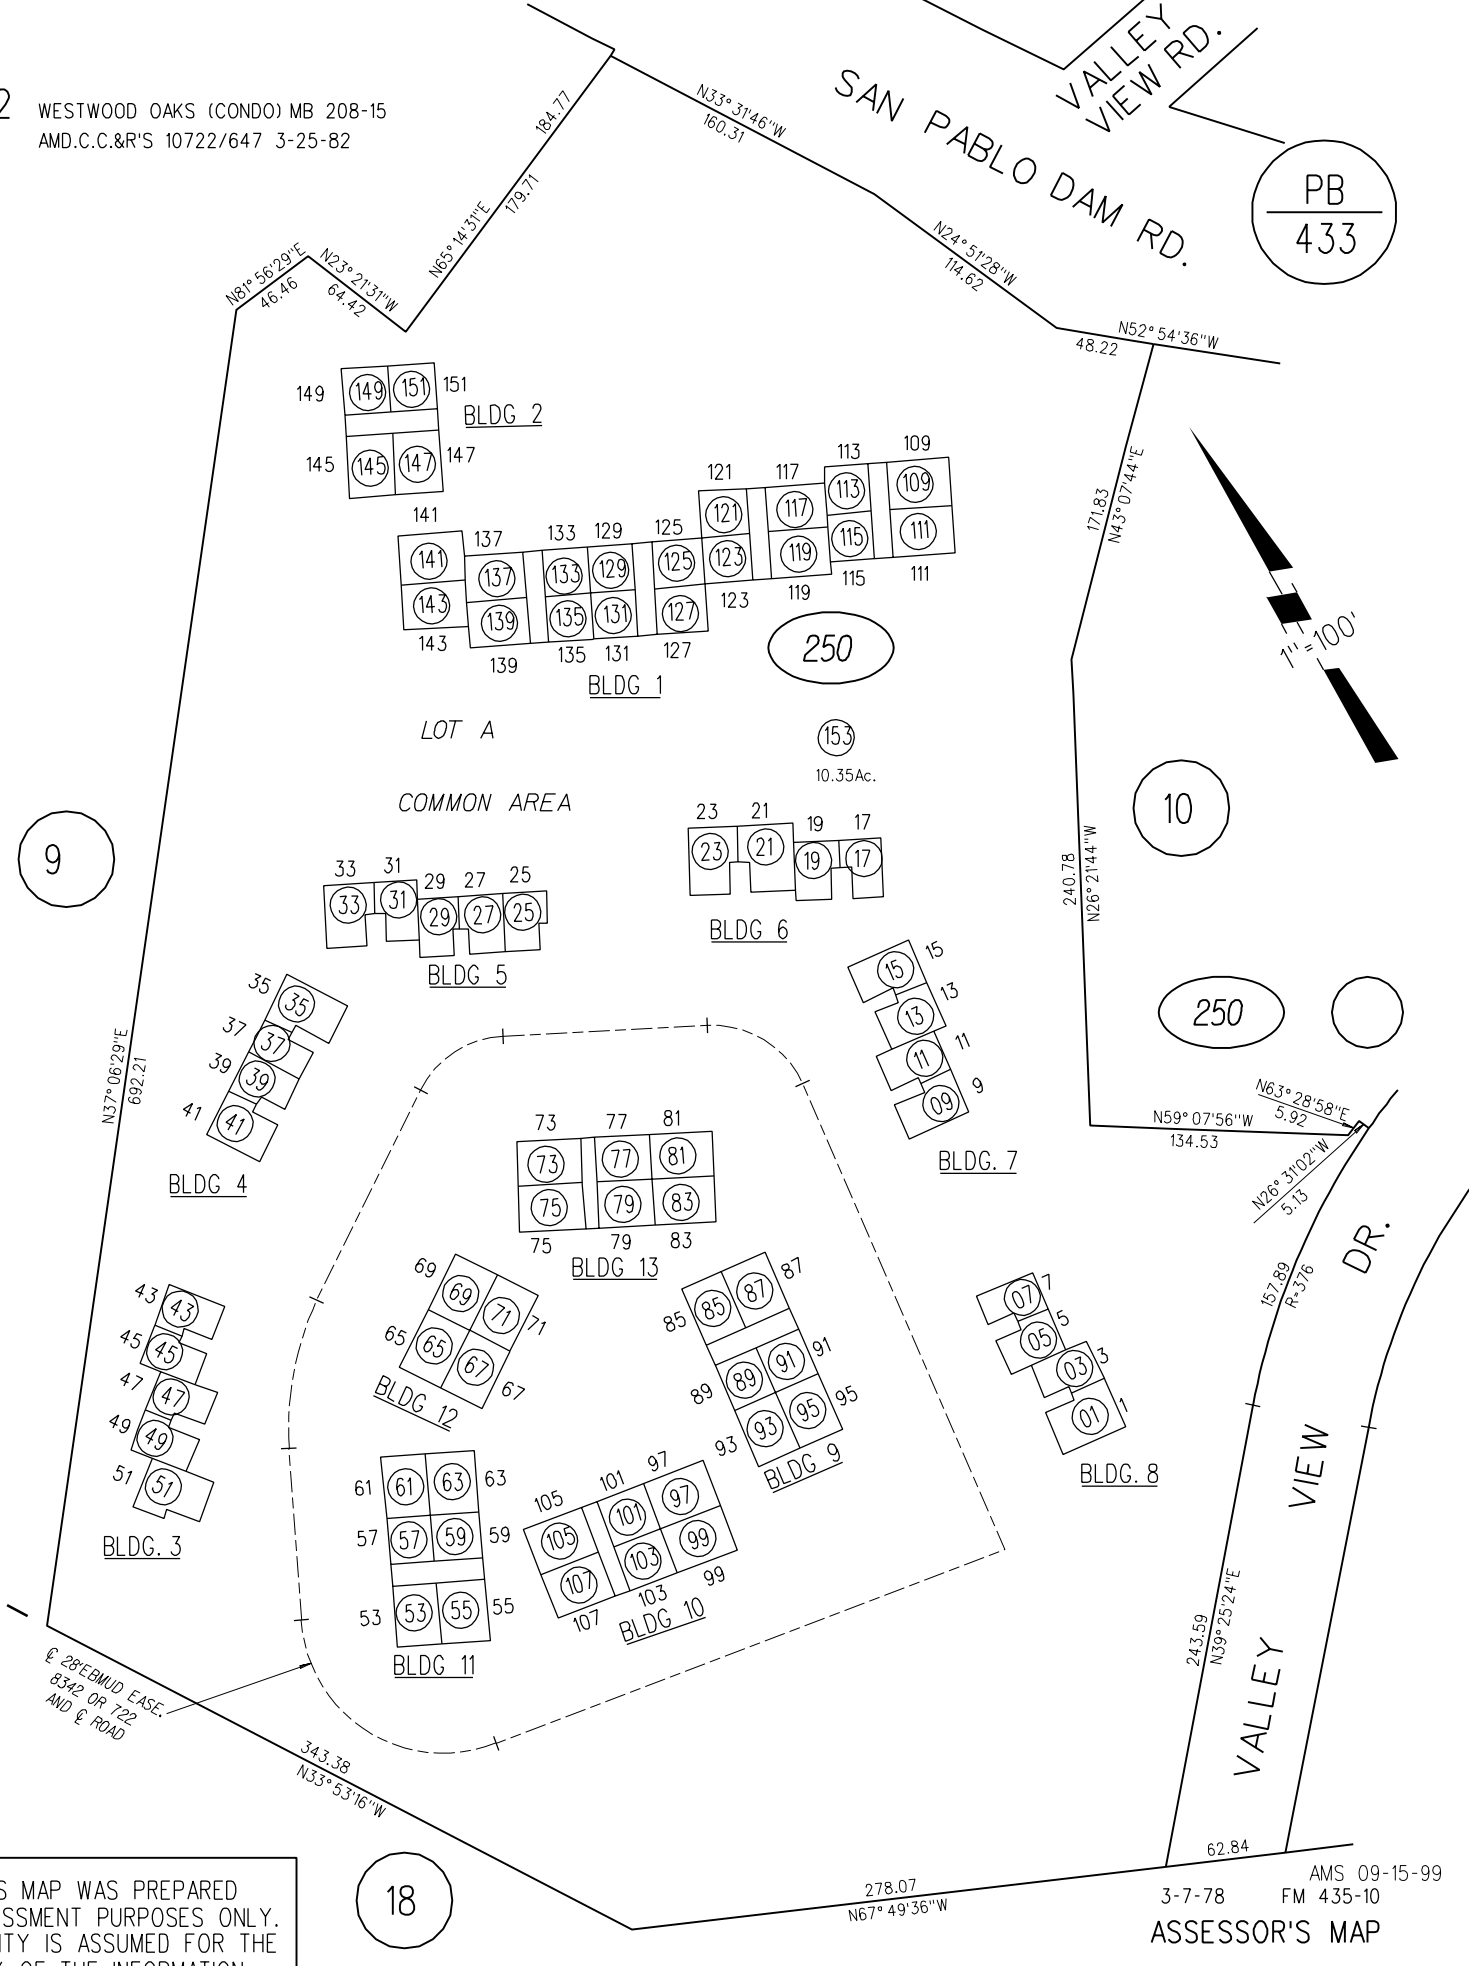 2 WESTWOOD OAKS (CONDO) MB 208-15
AMD.C.C.&R'S 10722/647 3-25-82
VALLEY
VIEW RD.
SAN PABLO DAM RD.
PB
433
184.77
179.71
N65°14'31"E
N33°31'46"W
160.31
N24°51'28"W
114.62
N52°54'36"W
48.22
N81°56'29"E
46.46
N23°21'31"W
64.42
149 149 151 151
BLDG 2
145 145 147 147
171.83
N43°07'44"E
1"=100'
141 137 133 129 125 121 117 113 109
141 137 133 129 125 121 117 113 109
143 139 135 131 127 123 119 115 111
143 139 135 131 127 123 119 115 111
BLDG 1
250
LOT A
153
10.35Ac.
COMMON AREA
9
10
240.78
N26°21'44"W
23 21 19 17
23 21 19 17
BLDG 6
33 31 29 27 25
33 31 29 27 25
BLDG 5
35 35
37 37
39 39
41 41
BLDG 4
15 15
13 13
11 11
09 9
BLDG. 7
250
N37°06'29"E
692.21
N63°28'58"E
5.92
N59°07'56"W
134.53
N26°31'02"W
5.13
73 77 81
73 77 81
75 79 83
75 79 83
BLDG 13
157.89
R=376
43 43
45 45
47 47
49 49
51 51
BLDG. 3
69 69 71 71
65 65 67 67
BLDG 12
85 85 87 87
89 89 91 91
93 93 95 95
BLDG 9
07 7
05 5
03 3
01 1
BLDG. 8
61 61 63 63
57 57 59 59
53 53 55 55
BLDG 11
105 101 97
105 101 97
107 103 99
107 103 99
BLDG 10
VALLEY VIEW DR.
243.59
N39°25'24"E
℄ 28'EBMUD EASE.
8342 OR 722
AND ℄ ROAD
343.38
N33°53'16"W
18
278.07
N67°49'36"W
62.84
AMS 09-15-99
3-7-78 FM 435-10
ASSESSOR'S MAP
S MAP WAS PREPARED
SSMENT PURPOSES ONLY.
ITY IS ASSUMED FOR THE
OF THE INFORMATION